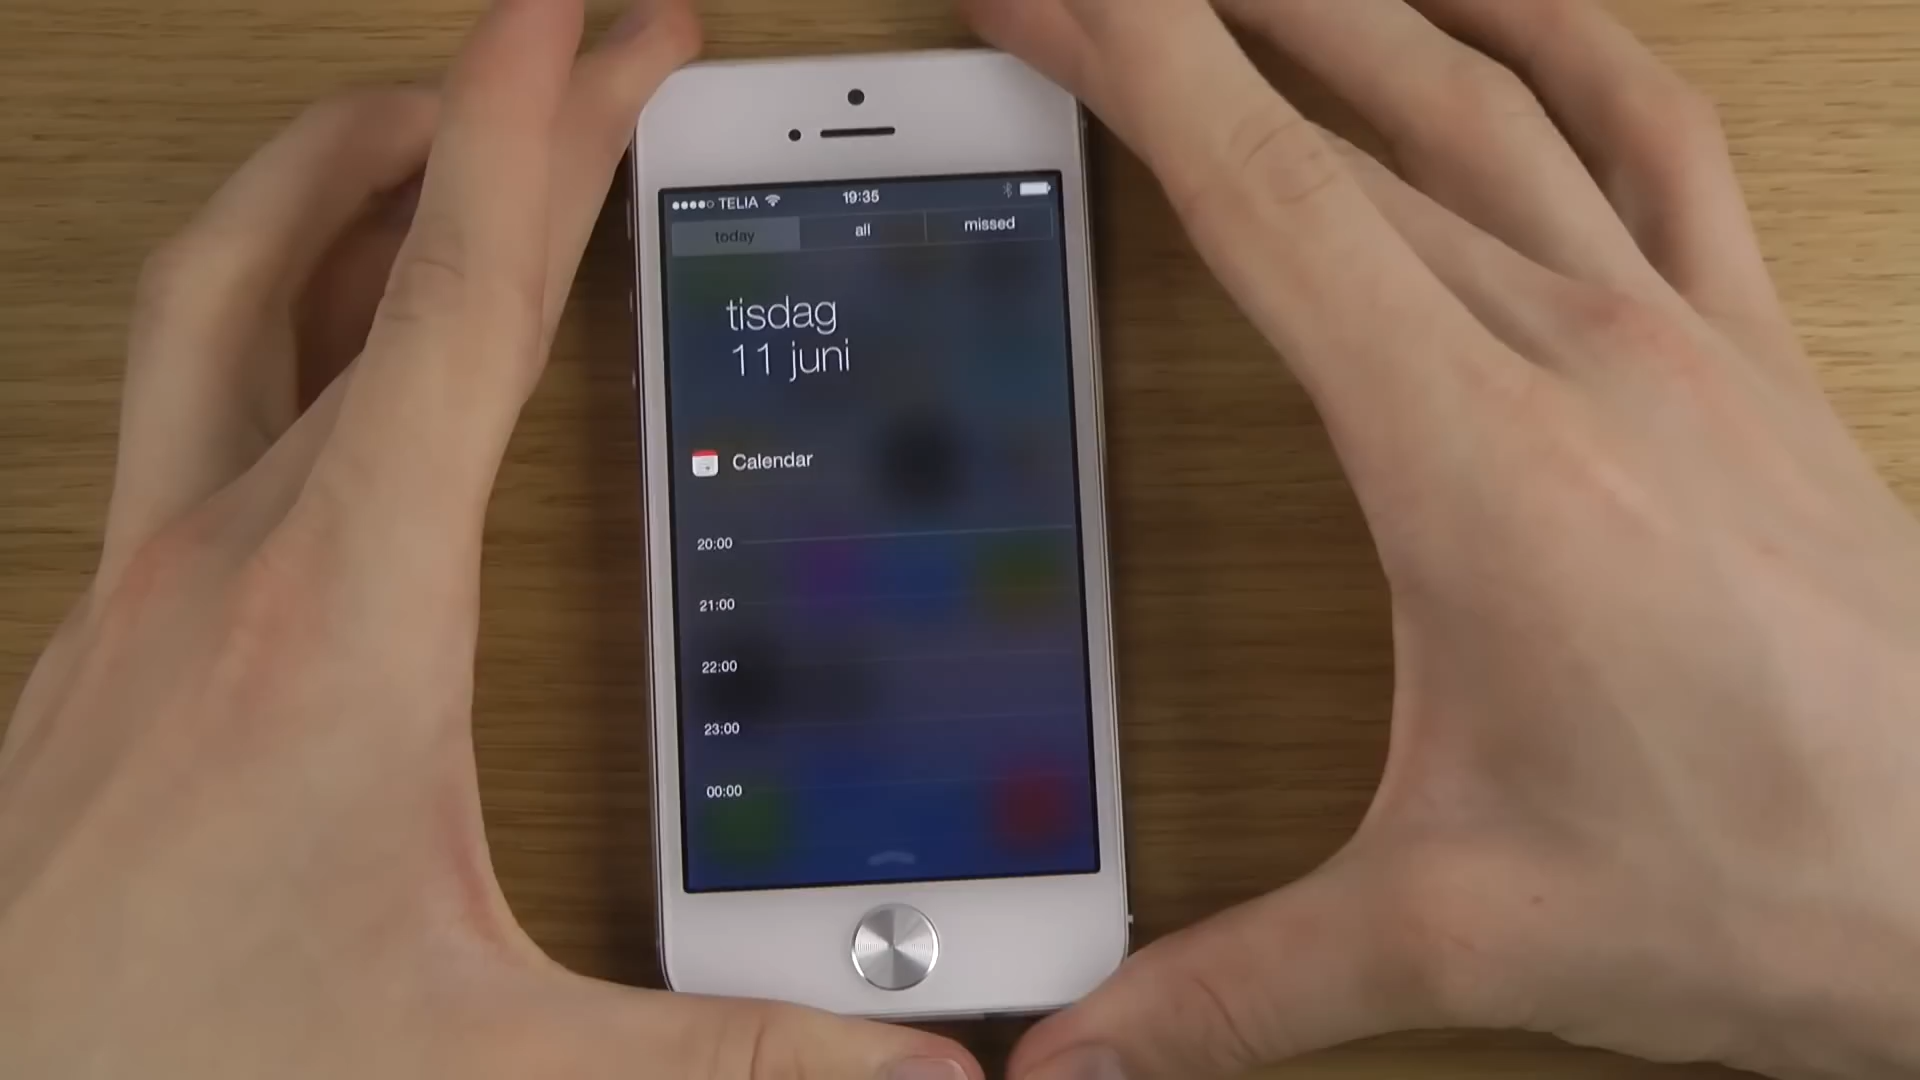 TELIA 19:35
today all missed
tisdag
11 juni
Calendar
20:00
21:00
22:00
23:00
00:00